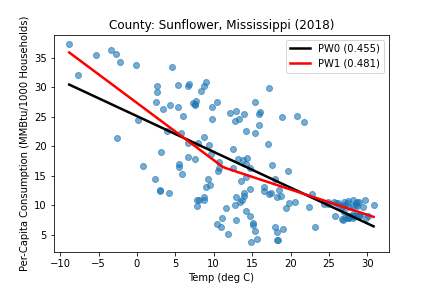 County: Sunflower, Mississippi (2018)
Per-Capita Consumption (MMBtu/1000 Households)
35
30
25
20
15
10
5
PW0 (0.455)
PW1 (0.481)
−10 −5 0 5 10 15 20 25 30
Temp (deg C)